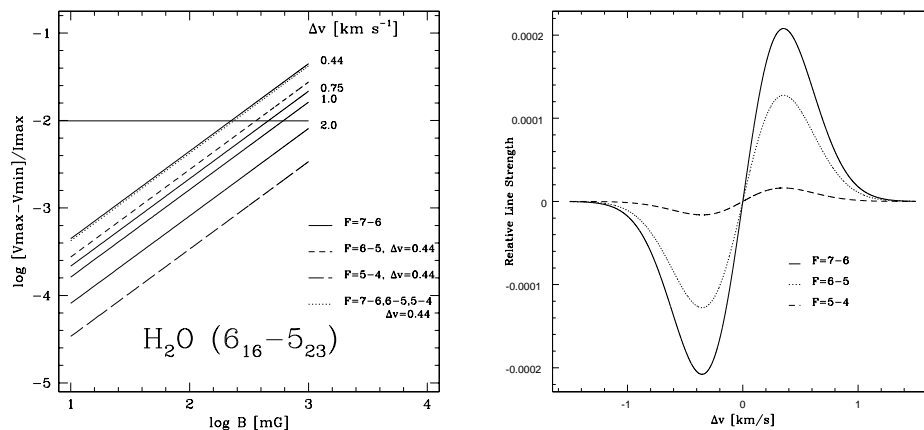 Δv [km s⁻¹]
-1
0.44
0.75
1.0
-2
2.0
log [Vmax−Vmin]/Imax
-3
F=7−6
F=6−5, Δv=0.44
-4
F=5−4, Δv=0.44
F=7−6,6−5,5−4
Δv=0.44
H₂O (6₁₆−5₂₃)
-5
1 2 3 4
log B [mG]
0.0002
0.0001
Relative Line Strength
0
F=7−6
F=6−5
F=5−4
-0.0001
-0.0002
-1 0 1
Δv [km/s]